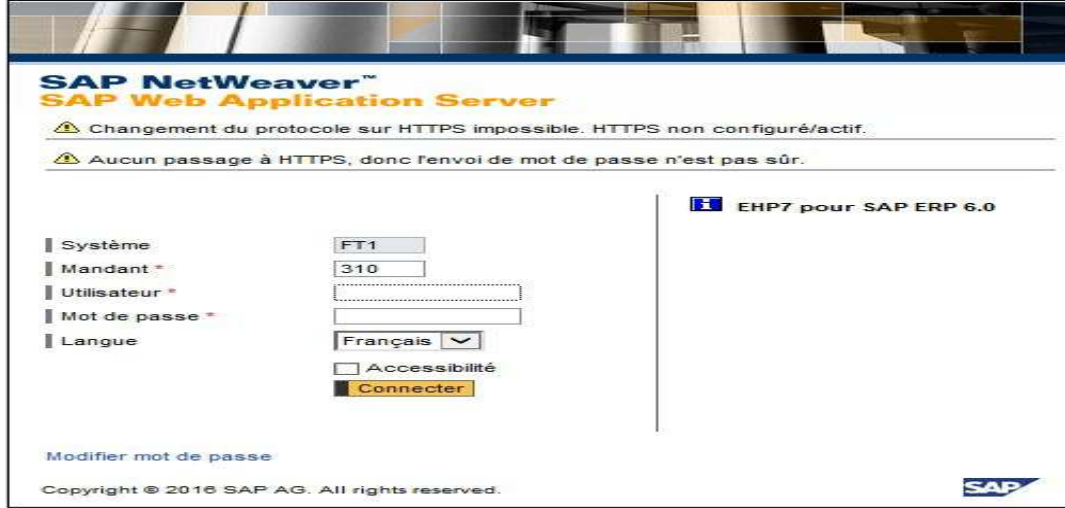 SAP NetWeaver™
SAP Web Application Server
Changement du protocole sur HTTPS impossible. HTTPS non configuré/actif.
Aucun passage à HTTPS, donc l'envoi de mot de passe n'est pas sûr.
EHP7 pour SAP ERP 6.0
Système FT1
Mandant * 310
Utilisateur *
Mot de passe *
Langue Français
Accessibilité
Connecter
Modifier mot de passe
Copyright © 2016 SAP AG. All rights reserved.
SAP